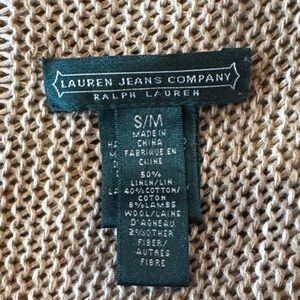 LAUREN JEANS COMPANY
RALPH LAUREN
S/M
MADE IN
CHINA
FABRIQUE EN
CHINE
50%
LINEN/LIN
40%COTTON/
COTON
8%LAMBS
WOOL/LAINE
D'AGNEAU
2%OTHER
FIBER/
AUTRES
FIBRE